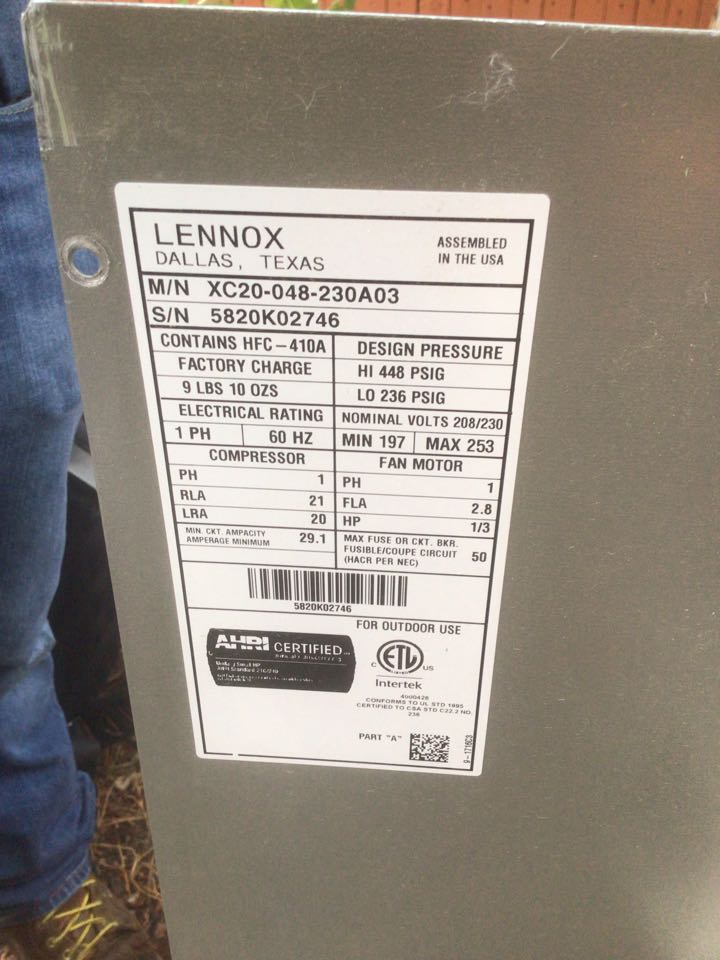 LENNOX
DALLAS, TEXAS
ASSEMBLED
IN THE USA
M/N XC20-048-230A03
S/N 5820K02746
CONTAINS HFC-410A
FACTORY CHARGE
9 LBS 10 OZS
DESIGN PRESSURE
HI 448 PSIG
LO 236 PSIG
ELECTRICAL RATING
NOMINAL VOLTS 208/230
1 PH 60 HZ
MIN 197 MAX 253
COMPRESSOR
PH 1
RLA 21
LRA 20
FAN MOTOR
PH 1
FLA 2.8
HP 1/3
MIN. CKT. AMPACITY
AMPERAGE MINIMUM 29.1
MAX FUSE OR CKT. BKR.
FUSIBLE/COUPE CIRCUIT 50
(HACR PER NEC)
5820K02746
FOR OUTDOOR USE
AHRI CERTIFIED
C ETL US
Intertek
4000426
CONFORMS TO UL STD 1995
CERTIFIED TO CSA STD C22.2 NO.
236
PART "A"